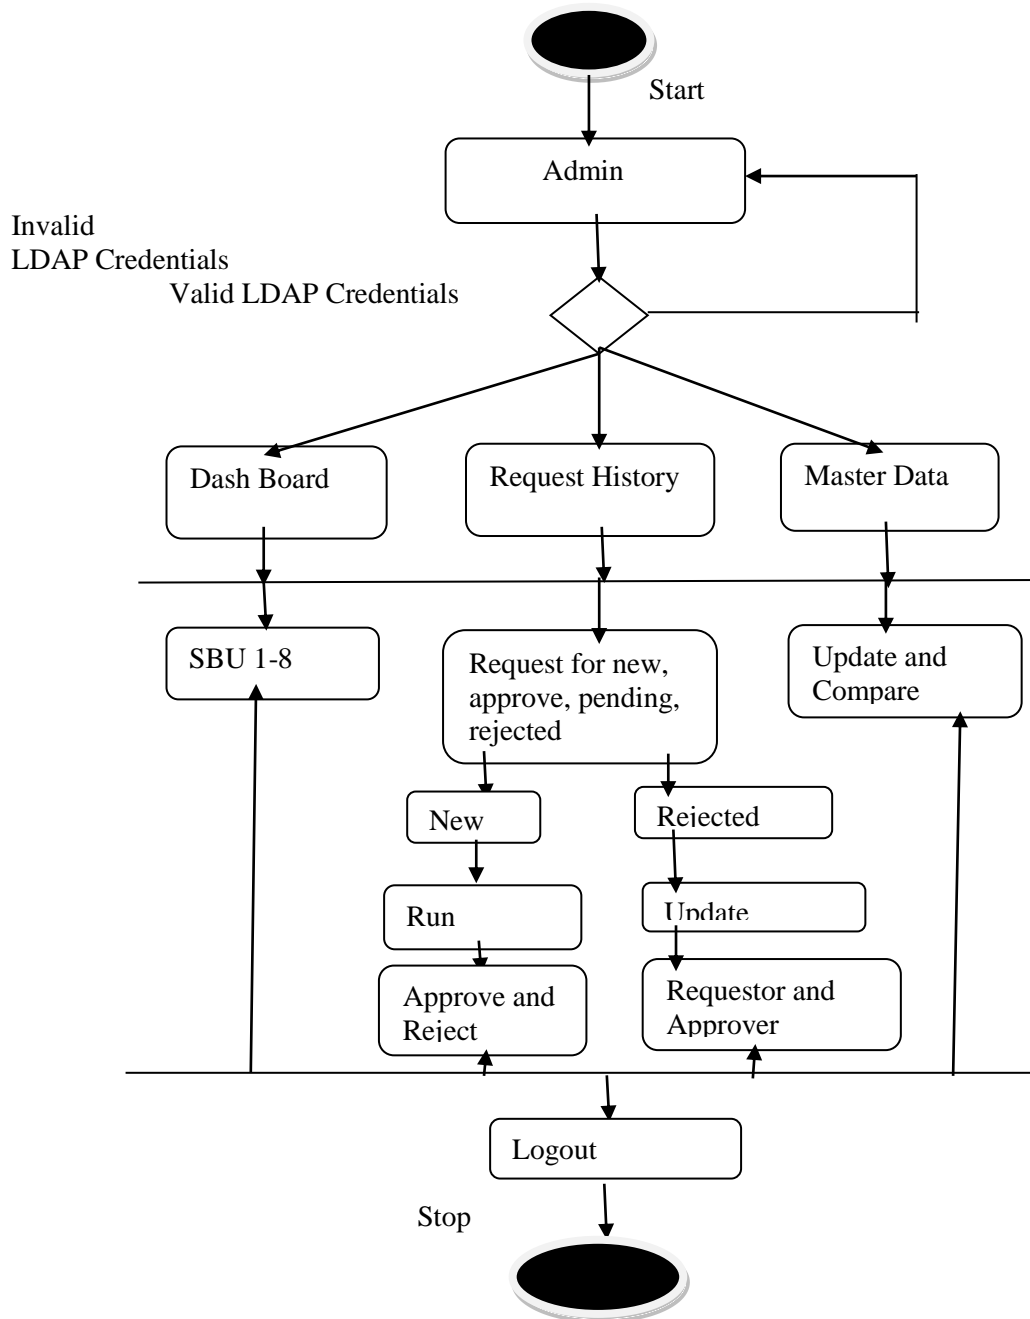 Start
Admin
Invalid
LDAP Credentials
Valid LDAP Credentials
Dash Board
Request History
Master Data
SBU 1-8
Request for new,
approve, pending,
rejected
Update and
Compare
New
Rejected
Run
Update
Approve and
Reject
Requestor and
Approver
Logout
Stop